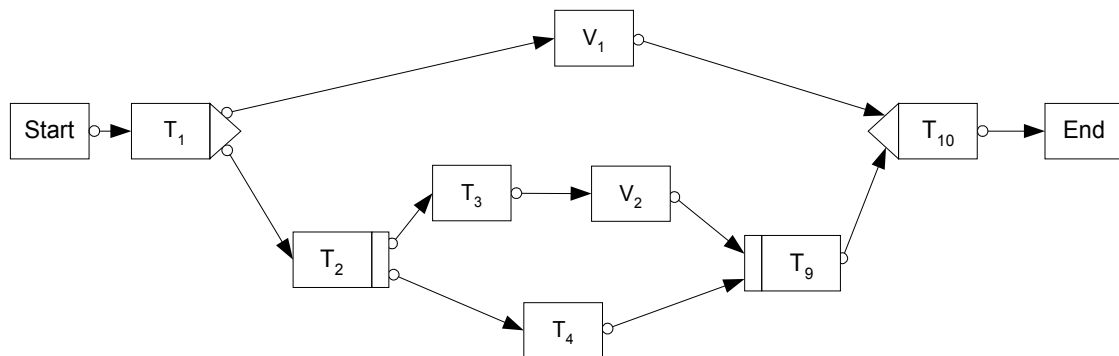 V₁
Start
T₁
T₁₀
End
T₃
V₂
T₂
T₉
T₄